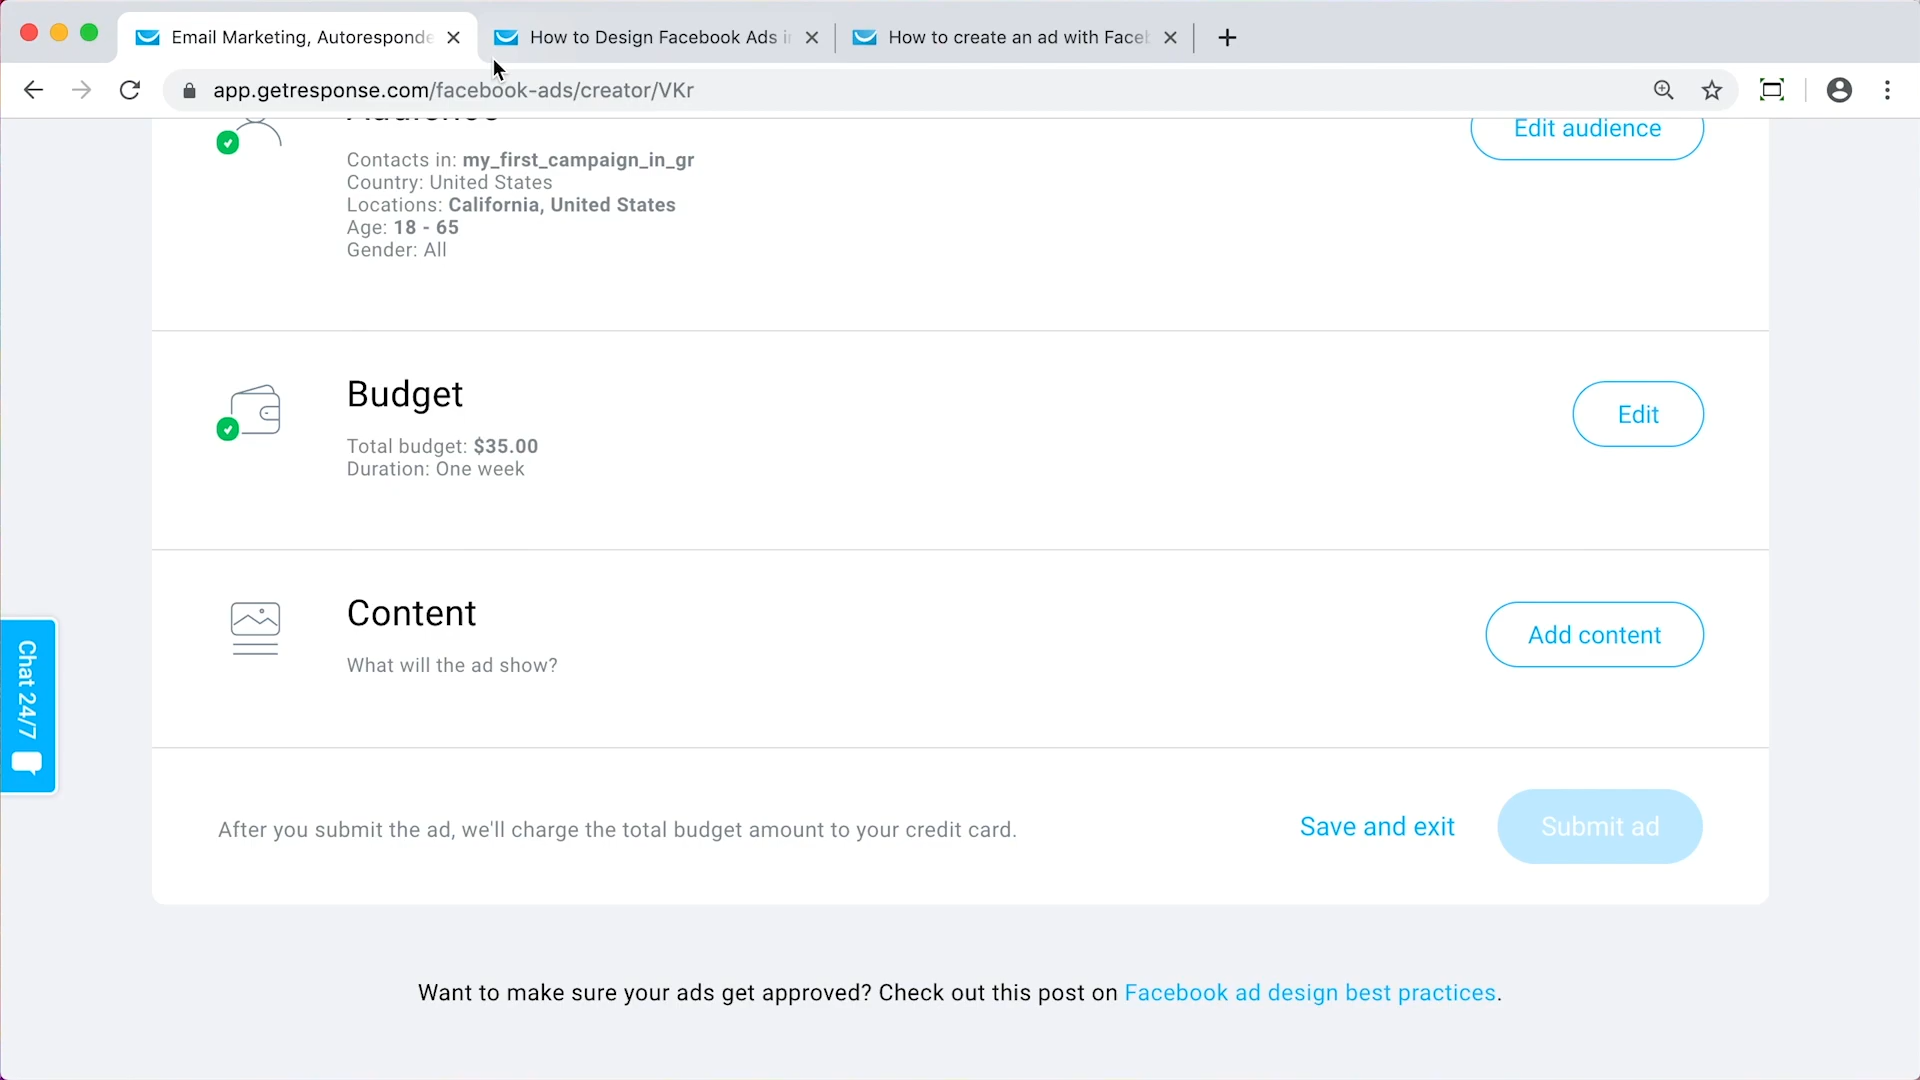 Email Marketing, Autoresponde
How to Design Facebook Ads i
How to create an ad with Faceb
app.getresponse.com/facebook-ads/creator/VKr
Audience
Edit audience
Contacts in: my_first_campaign_in_gr
Country: United States
Locations: California, United States
Age: 18 - 65
Gender: All
Budget
Edit
Total budget: $35.00
Duration: One week
Content
Add content
What will the ad show?
Chat 24/7
After you submit the ad, we'll charge the total budget amount to your credit card.
Save and exit
Submit ad
Want to make sure your ads get approved? Check out this post on Facebook ad design best practices.